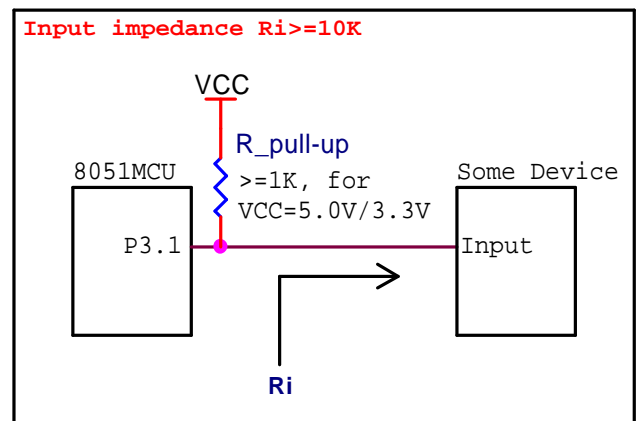 Input impedance Ri>=10K
VCC
R_pull-up
8051MCU
>=1K, for
VCC=5.0V/3.3V
Some Device
P3.1
Input
Ri